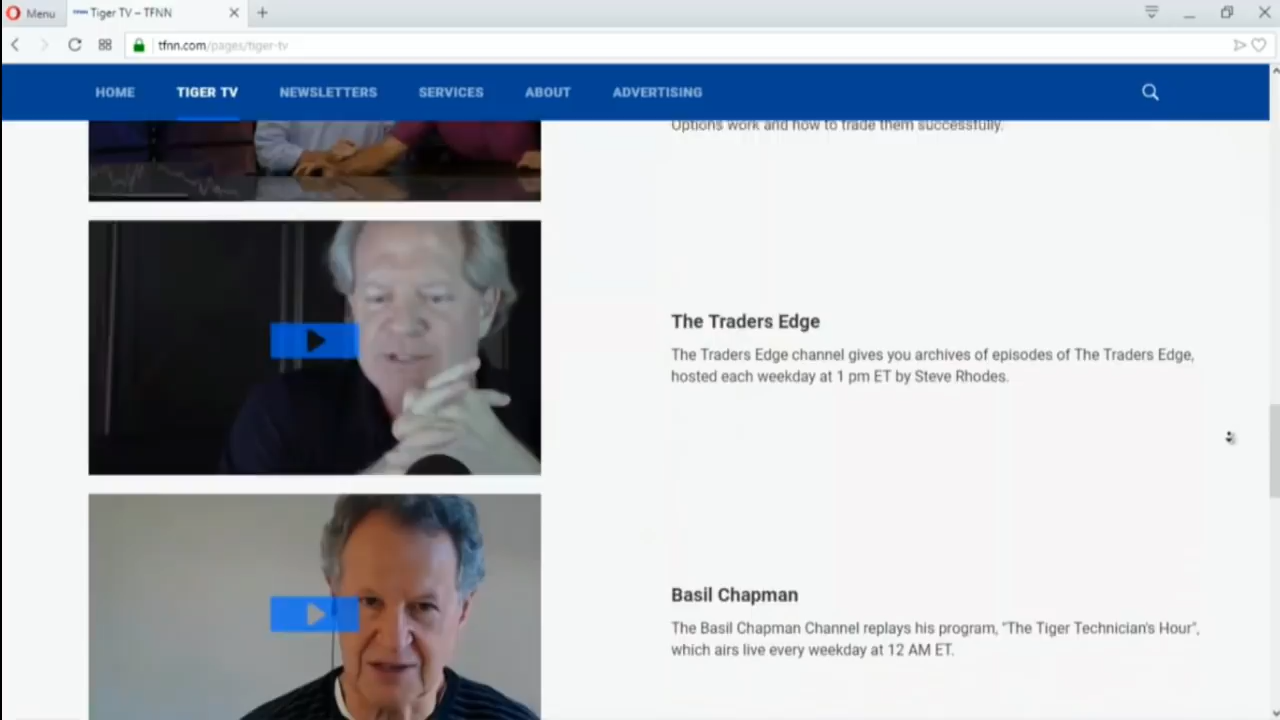 Menu
Tiger TV – TFNN
tfnn.com/pages/tiger-tv
HOME
TIGER TV
NEWSLETTERS
SERVICES
ABOUT
ADVERTISING
Options work and how to trade them successfully.
The Traders Edge
The Traders Edge channel gives you archives of episodes of The Traders Edge,
hosted each weekday at 1 pm ET by Steve Rhodes.
Basil Chapman
The Basil Chapman Channel replays his program, "The Tiger Technician's Hour",
which airs live every weekday at 12 AM ET.